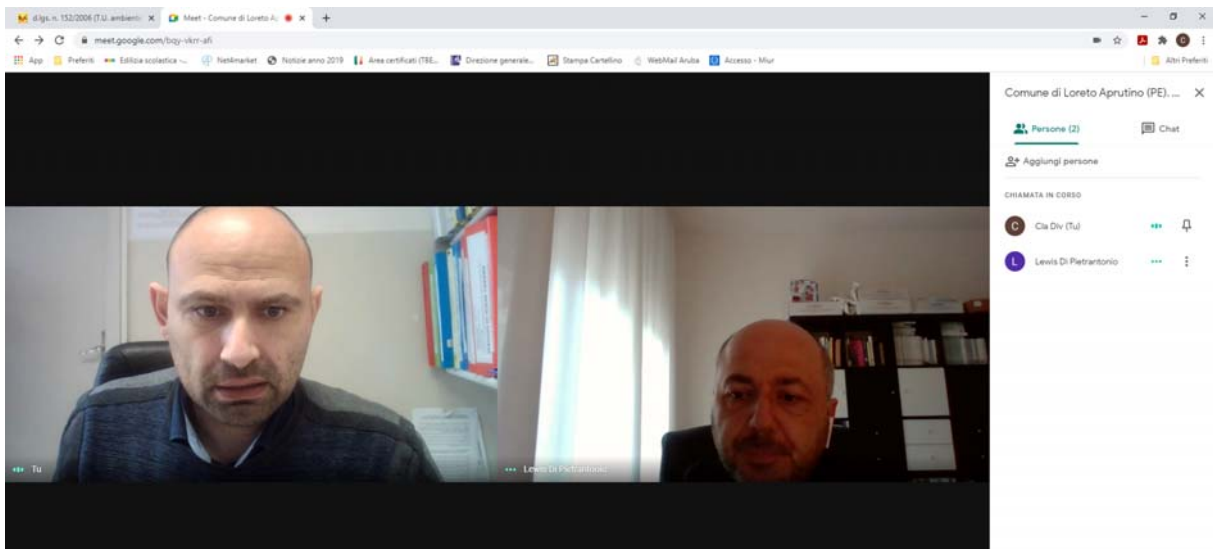 d.lgs. n. 152/2006 (T.U. ambient
Meet - Comune di Loreto A
meet.google.com/bqy-vkrr-afi
App
Preferiti
Edilizia scolastica -...
Net4market
Notizie anno 2019
Area certificati (TBE...
Direzione generale...
Stampa Cartellino
WebMail Aruba
Accesso - Miur
Altri Preferiti
Comune di Loreto Aprutino (PE). ...
Persone (2)
Chat
Aggiungi persone
CHIAMATA IN CORSO
C
Cla Div (Tu)
L
Lewis Di Pietrantonio
Tu
Lewis Di Pietrantonio